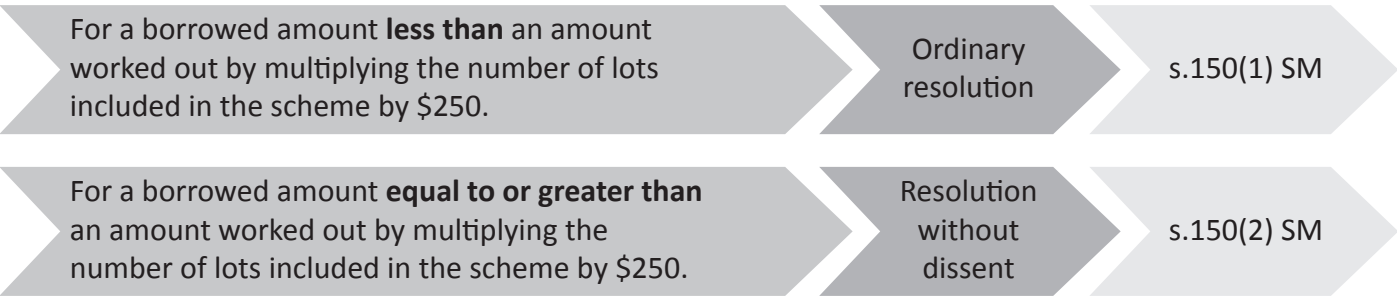 For a borrowed amount less than an amount
worked out by multiplying the number of lots
included in the scheme by $250.
Ordinary
resolution
s.150(1) SM
For a borrowed amount equal to or greater than
an amount worked out by multiplying the
number of lots included in the scheme by $250.
Resolution
without
dissent
s.150(2) SM